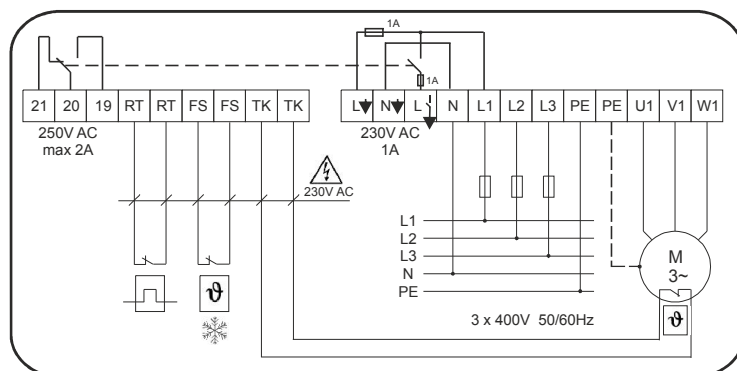 1A
1A
21 20 19 RT RT FS FS TK TK L N L N L1 L2 L3 PE PE U1 V1 W1
250V AC
max 2A
230V AC
1A
230V AC
L1
L2
L3
N
PE
M
3~
ϑ
ϑ
3 x 400V 50/60Hz